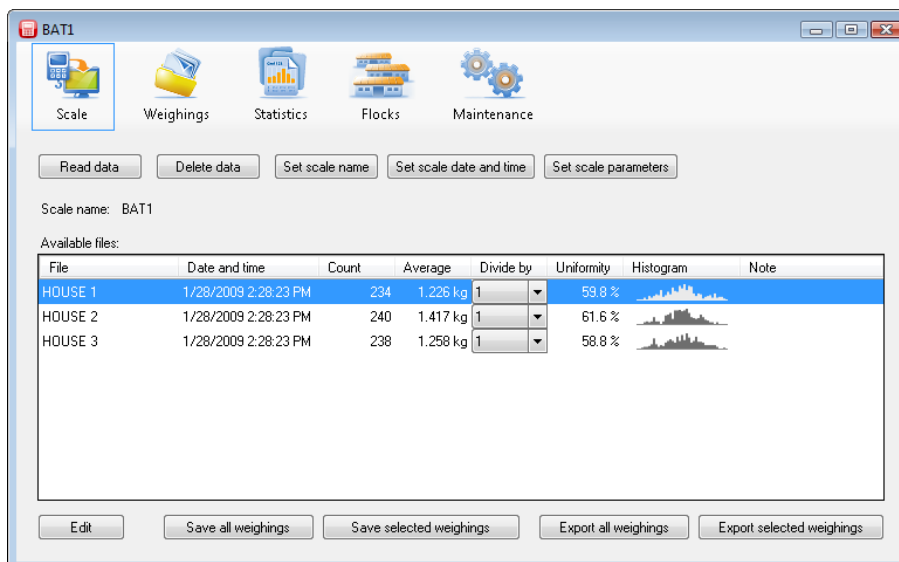 BAT1
Scale Weighings Statistics Flocks Maintenance
Read data Delete data Set scale name Set scale date and time Set scale parameters
Scale name: BAT1
Available files:
File Date and time Count Average Divide by Uniformity Histogram Note
HOUSE 1 1/28/2009 2:28:23 PM 234 1.226 kg 1 59.8 %
HOUSE 2 1/28/2009 2:28:23 PM 240 1.417 kg 1 61.6 %
HOUSE 3 1/28/2009 2:28:23 PM 238 1.258 kg 1 58.8 %
Edit Save all weighings Save selected weighings Export all weighings Export selected weighings